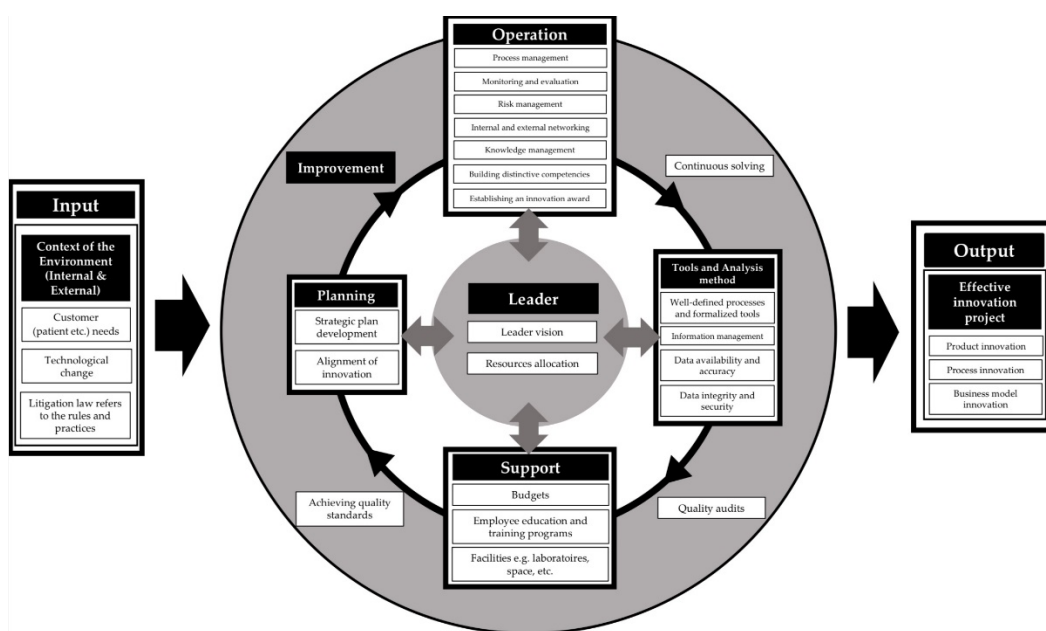 Input
Context of the
Environment
(Internal &
External)
Customer
(patient etc.) needs
Technological
change
Litigation law refers
to the rules and
practices
Improvement
Operation
Process management
Monitoring and evaluation
Risk management
Internal and external networking
Knowledge management
Building distinctive competencies
Establishing an innovation award
Continuous solving
Planning
Strategic plan
development
Alignment of
innovation
Leader
Leader vision
Resources allocation
Tools and Analysis
method
Well-defined processes
and formalized tools
Information management
Data availability and
accuracy
Data integrity and
security
Achieving quality
standards
Support
Budgets
Employee education and
training programs
Facilities e.g. laboratoires,
space, etc.
Quality audits
Output
Effective
innovation
project
Product innovation
Process innovation
Business model
innovation